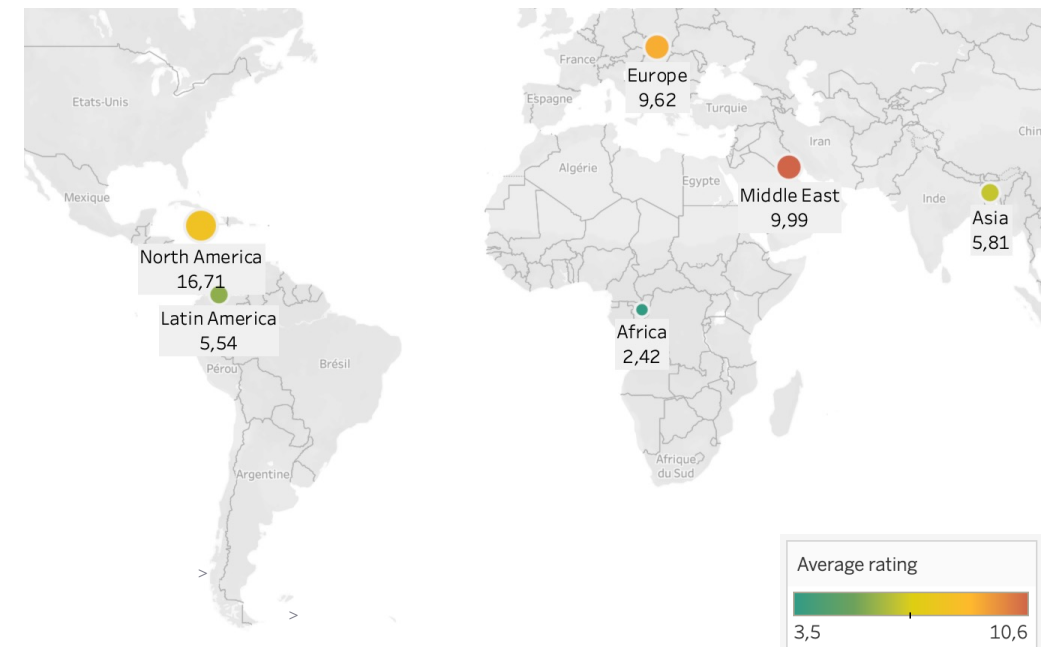 Etats-Unis
France
Europe
9,62
Espagne
Turquie
Iran
Chin
Algérie
Egypte
Mexique
Middle East
9,99
Inde
Asia
5,81
North America
16,71
Latin America
5,54
Africa
2,42
Pérou
Brésil
Argentine
Afrique
du Sud
>
>
Average rating
3,5
10,6